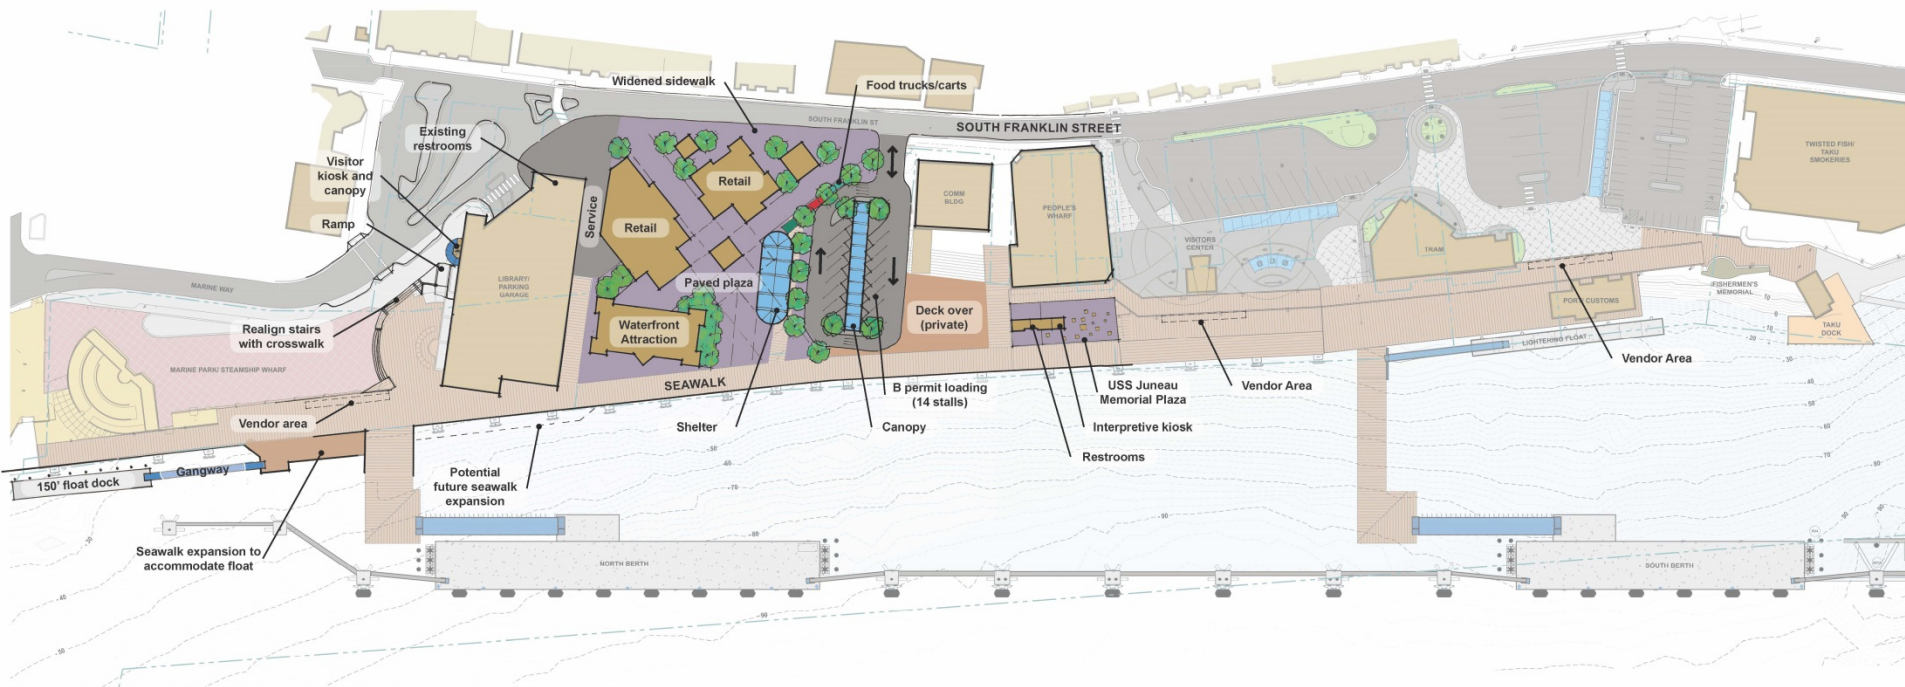 Widened sidewalk
Food trucks/carts
SOUTH FRANKLIN ST
SOUTH FRANKLIN STREET
Existing
restrooms
Visitor
kiosk and
canopy
Ramp
Service
Retail
Retail
COMM
BLDG
PEOPLE'S
WHARF
VISITORS
CENTER
TRAM
TWISTED FISH/
TAKU
SMOKERIES
Vendor Area
MARINE WAY
LIBRARY/
PARKING
GARAGE
Paved plaza
Waterfront
Attraction
Deck over
(private)
PORT/ CUSTOMS
FISHERMEN'S
MEMORIAL
TAKU
DOCK
LIGHTERING FLOAT
Realign stairs
with crosswalk
MARINE PARK/ STEAMSHIP WHARF
SEAWALK
B permit loading
(14 stalls)
USS Juneau
Memorial Plaza
Vendor Area
Vendor area
Shelter
Canopy
Interpretive kiosk
Restrooms
Gangway
150' float dock
Potential
future seawalk
expansion
Seawalk expansion to
accommodate float
NORTH BERTH
SOUTH BERTH